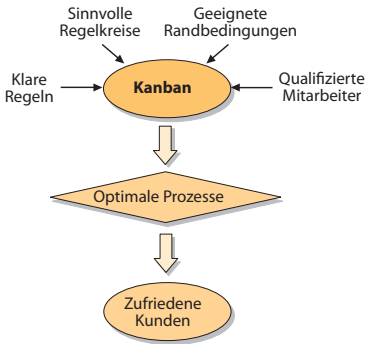 Sinnvolle
Regelkreise
Geeignete
Randbedingungen
Klare
Regeln
Kanban
Qualifizierte
Mitarbeiter
Optimale Prozesse
Zufriedene
Kunden